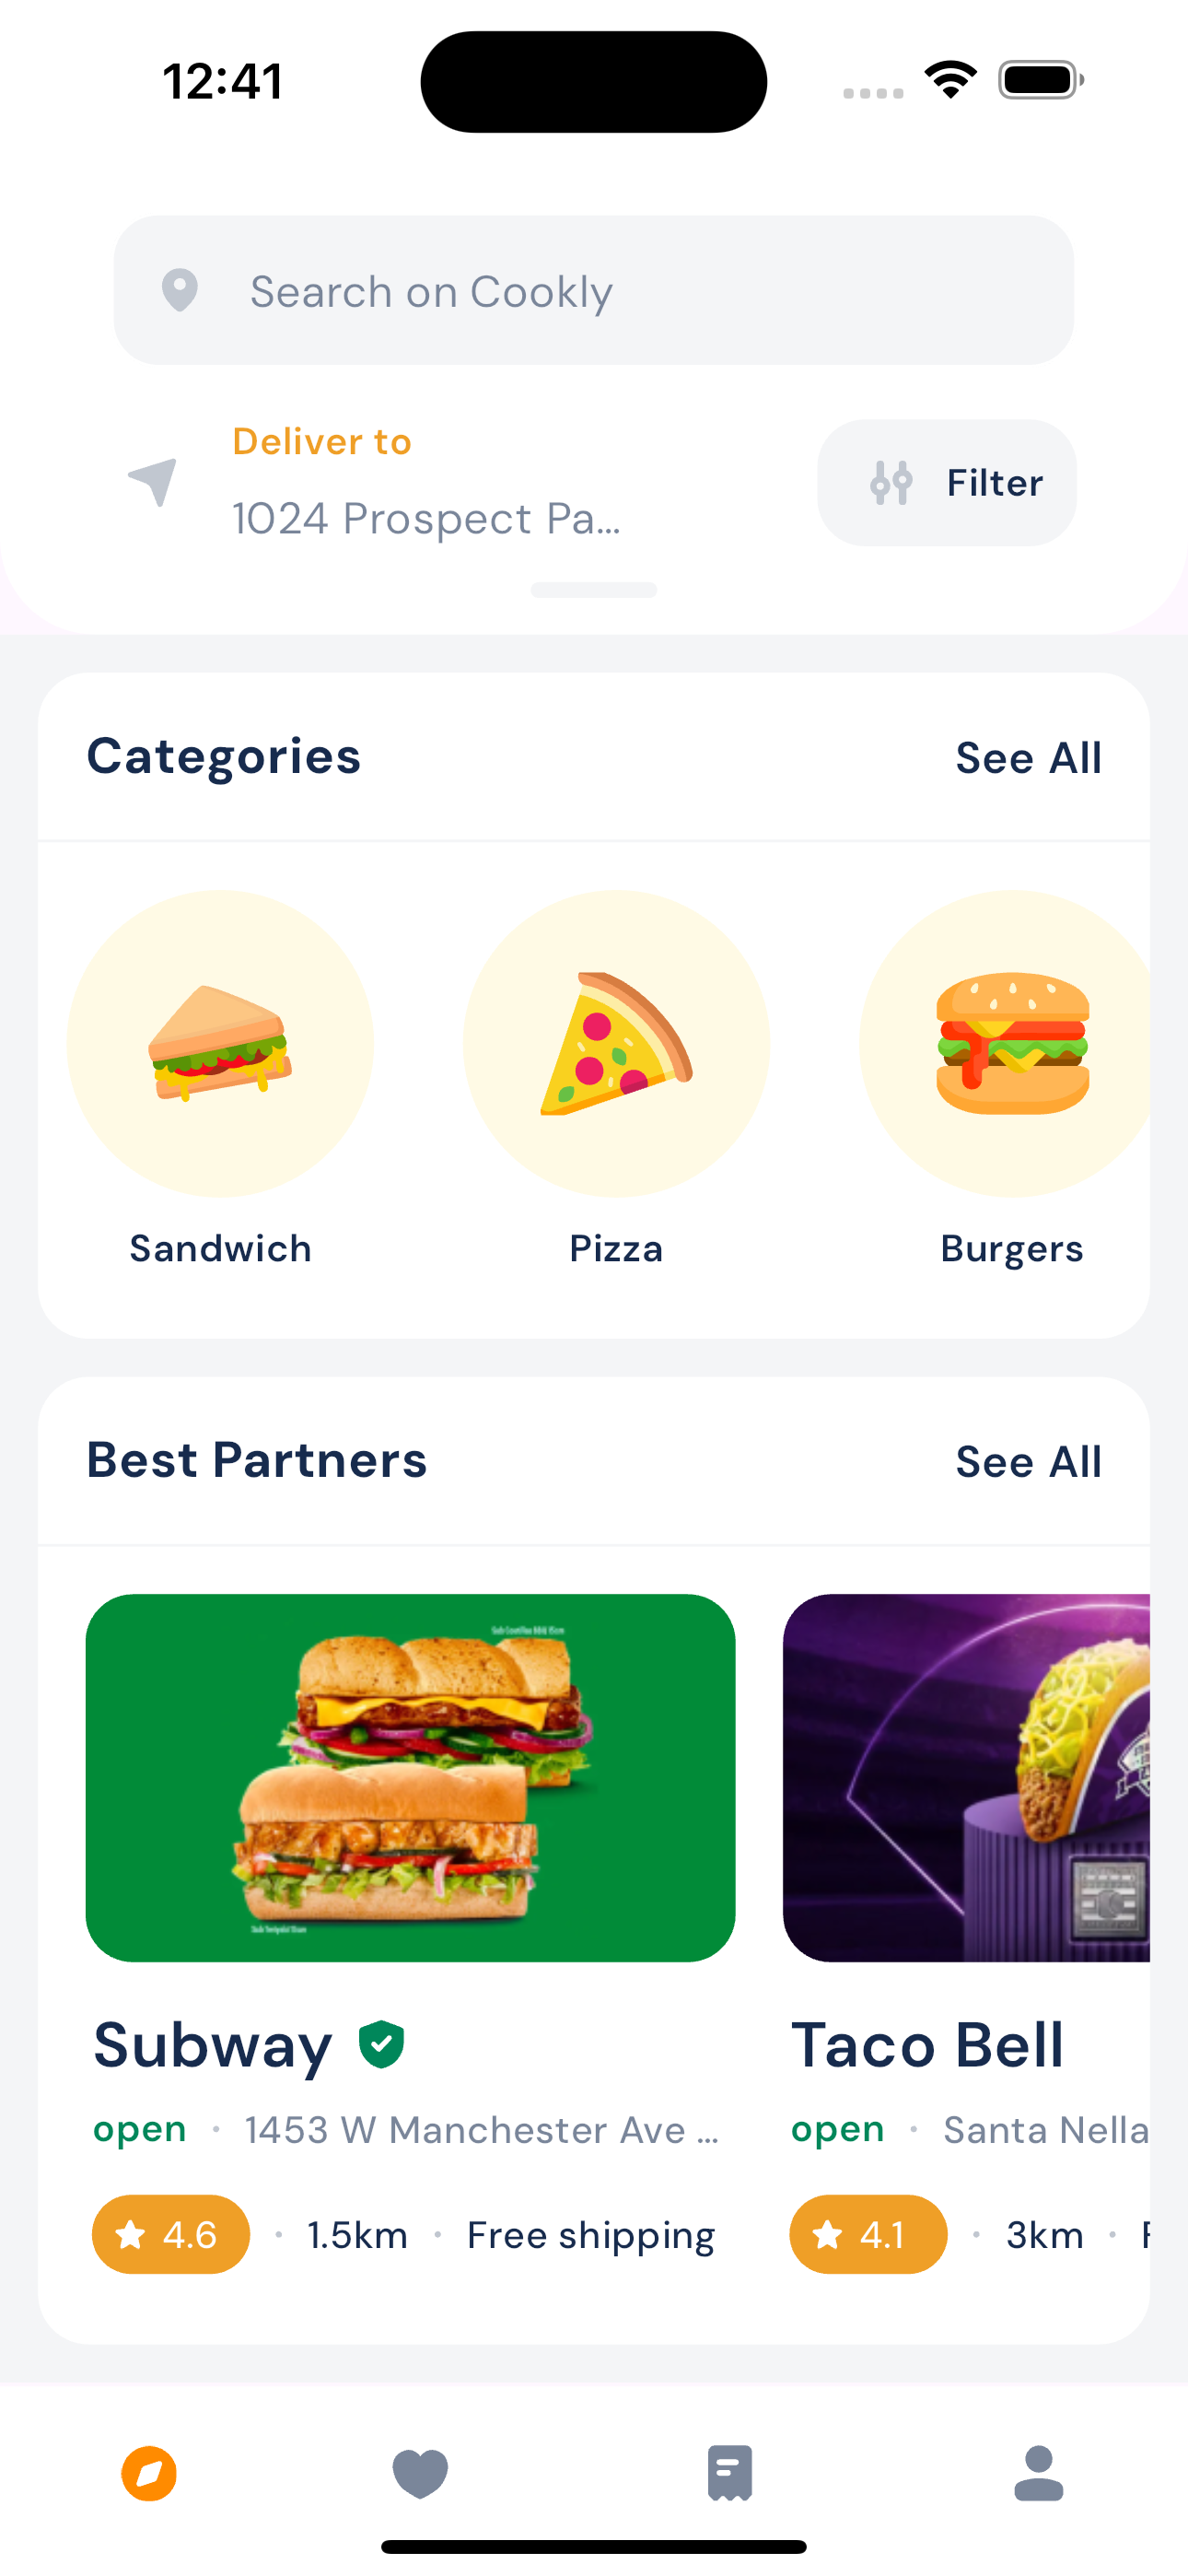 12:41
Search on Cookly
Deliver to
1024 Prospect Pa...
Filter
Categories
See All
Sandwich
Pizza
Burgers
Best Partners
See All
Subway
Taco Bell
open · 1453 W Manchester Ave ...
open · Santa Nella
4.6 · 1.5km · Free shipping
4.1 · 3km ·